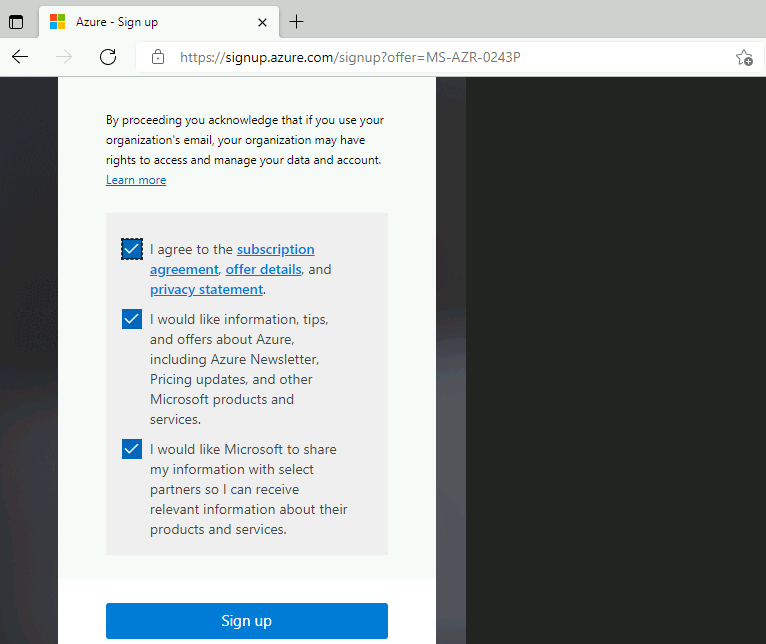 Azure - Sign up
https://signup.azure.com/signup?offer=MS-AZR-0243P
By proceeding you acknowledge that if you use your
organization's email, your organization may have
rights to access and manage your data and account.
Learn more
I agree to the subscription
agreement, offer details, and
privacy statement.
I would like information, tips,
and offers about Azure,
including Azure Newsletter,
Pricing updates, and other
Microsoft products and
services.
I would like Microsoft to share
my information with select
partners so I can receive
relevant information about their
products and services.
Sign up